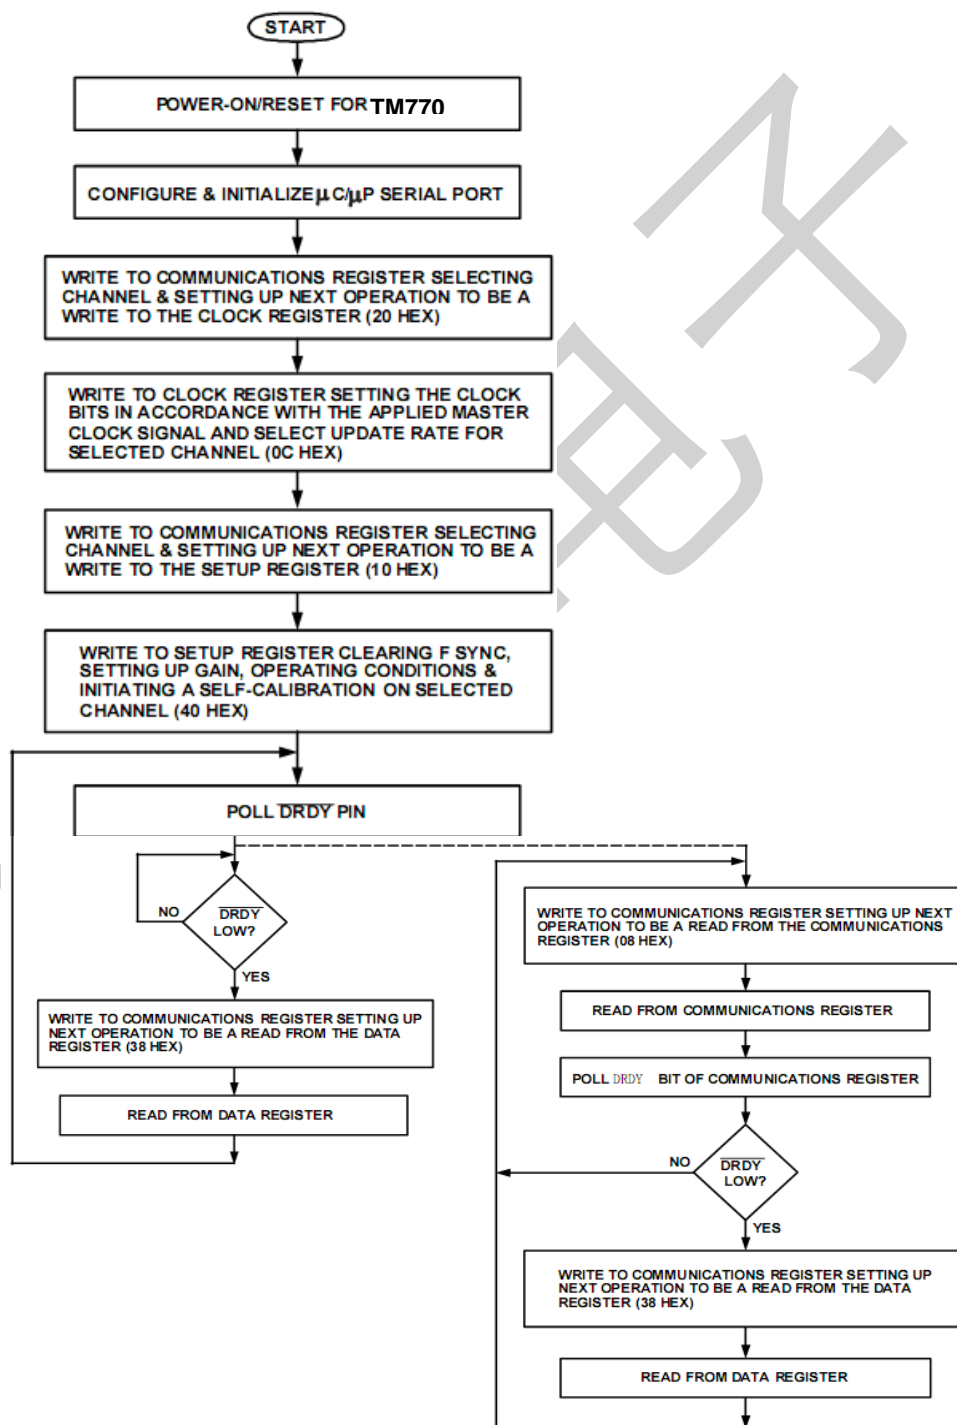 START
POWER-ON/RESET FOR TM770
CONFIGURE & INITIALIZE μC/μP SERIAL PORT
WRITE TO COMMUNICATIONS REGISTER SELECTING
CHANNEL & SETTING UP NEXT OPERATION TO BE A
WRITE TO THE CLOCK REGISTER (20 HEX)
WRITE TO CLOCK REGISTER SETTING THE CLOCK
BITS IN ACCORDANCE WITH THE APPLIED MASTER
CLOCK SIGNAL AND SELECT UPDATE RATE FOR
SELECTED CHANNEL (0C HEX)
WRITE TO COMMUNICATIONS REGISTER SELECTING
CHANNEL & SETTING UP NEXT OPERATION TO BE A
WRITE TO THE SETUP REGISTER (10 HEX)
WRITE TO SETUP REGISTER CLEARING F SYNC,
SETTING UP GAIN, OPERATING CONDITIONS &
INITIATING A SELF-CALIBRATION ON SELECTED
CHANNEL (40 HEX)
POLL DRDY PIN
NO
DRDY
LOW?
YES
WRITE TO COMMUNICATIONS REGISTER SETTING UP
NEXT OPERATION TO BE A READ FROM THE DATA
REGISTER (38 HEX)
READ FROM DATA REGISTER
WRITE TO COMMUNICATIONS REGISTER SETTING UP NEXT
OPERATION TO BE A READ FROM THE COMMUNICATIONS
REGISTER (08 HEX)
READ FROM COMMUNICATIONS REGISTER
POLL DRDY BIT OF COMMUNICATIONS REGISTER
NO
DRDY
LOW?
YES
WRITE TO COMMUNICATIONS REGISTER SETTING UP
NEXT OPERATION TO BE A READ FROM THE DATA
REGISTER (38 HEX)
READ FROM DATA REGISTER
电子